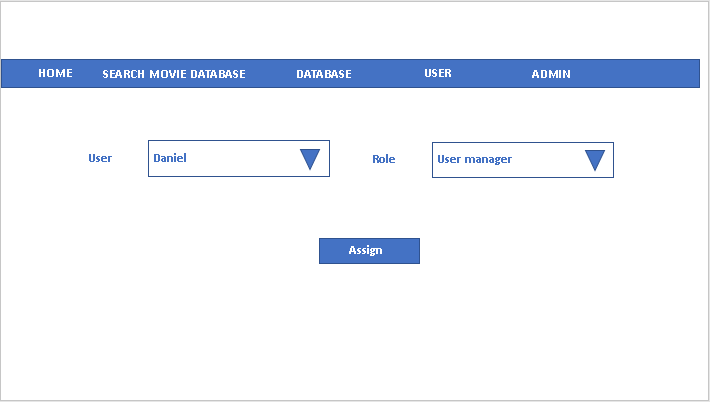 HOME SEARCH MOVIE DATABASE DATABASE USER ADMIN
User Daniel Role User manager
Assign